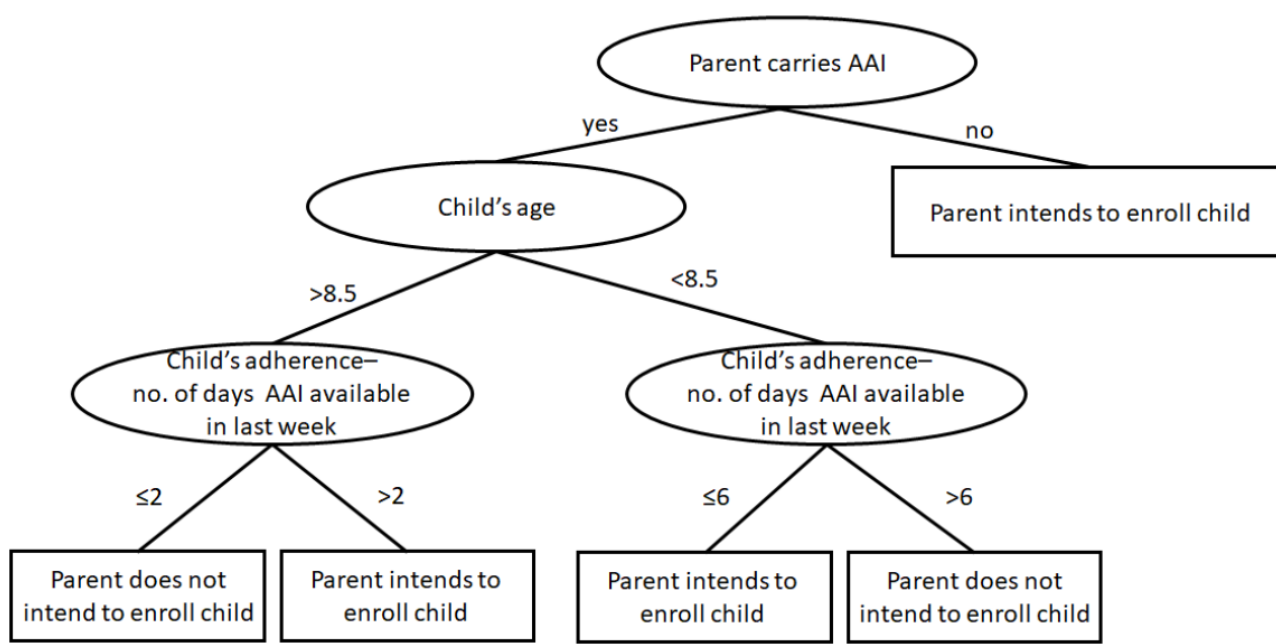 Parent carries AAI
yes
no
Child's age
Parent intends to enroll child
>8.5
<8.5
Child's adherence–
no. of days  AAI available
in last week
Child's adherence–
no. of days  AAI available
in last week
≤2
>2
≤6
>6
Parent does not
intend to enroll child
Parent intends to
enroll child
Parent intends to
enroll child
Parent does not
intend to enroll child